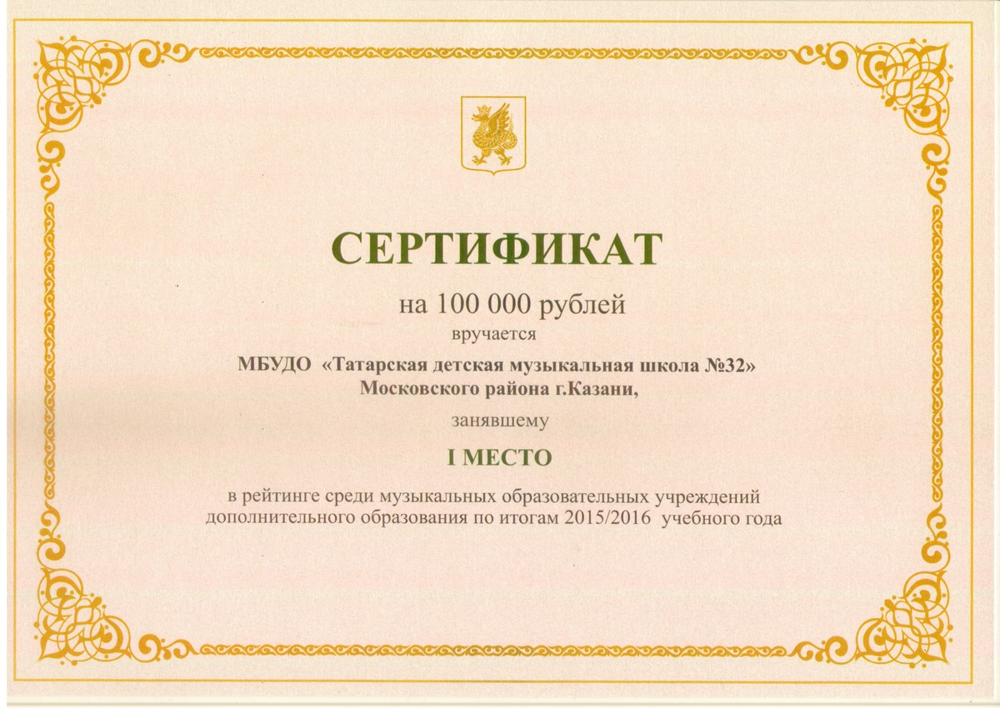 СЕРТИФИКАТ
на 100 000 рублей
вручается
МБУДО «Татарская детская музыкальная школа №32»
Московского района г.Казани,
занявшему
I МЕСТО
в рейтинге среди музыкальных образовательных учреждений
дополнительного образования по итогам 2015/2016 учебного года